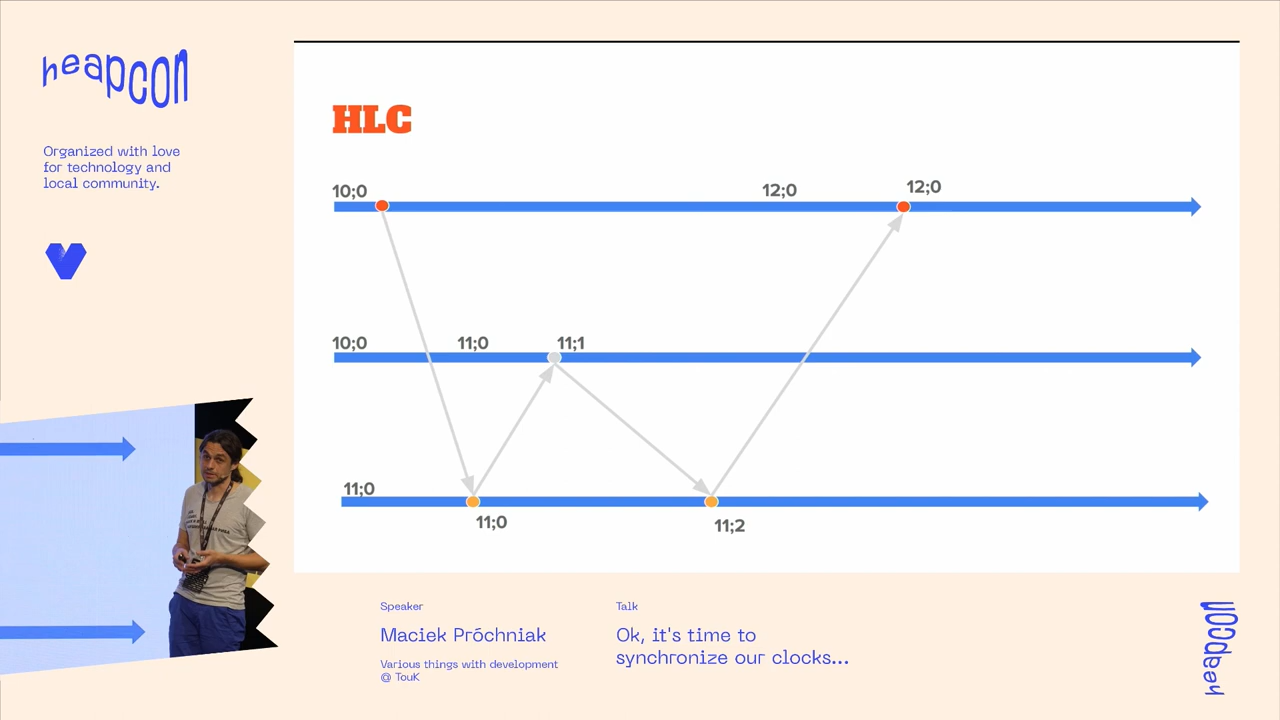 heapcon
Organized with love
for technology and
local community.
HLC
10;0
12;0
12;0
10;0
11;0
11;1
11;0
11;0
11;2
Speaker
Maciek Próchniak
Various things with development
@ TouK
Talk
Ok, it's time to
synchronize our clocks...
heapcon